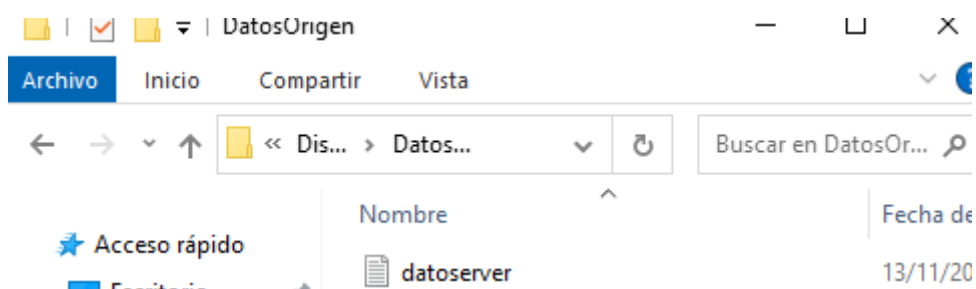 DatosOrigen
Archivo Inicio Compartir Vista
« Dis... > Datos... Buscar en DatosOr...
Nombre Fecha de
Acceso rápido
datoserver 13/11/20
Escritorio